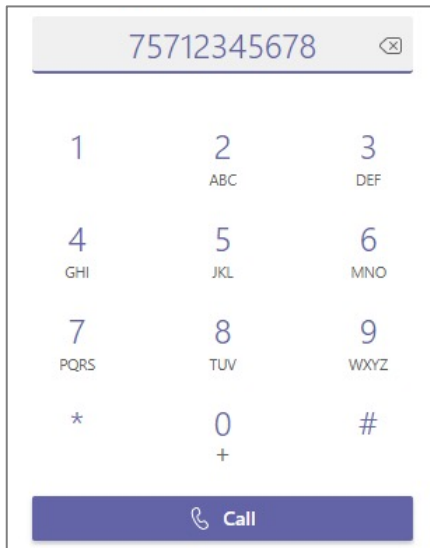 75712345678
1 2 3
ABC DEF
4 5 6
GHI JKL MNO
7 8 9
PQRS TUV WXYZ
* 0 #
+
Call